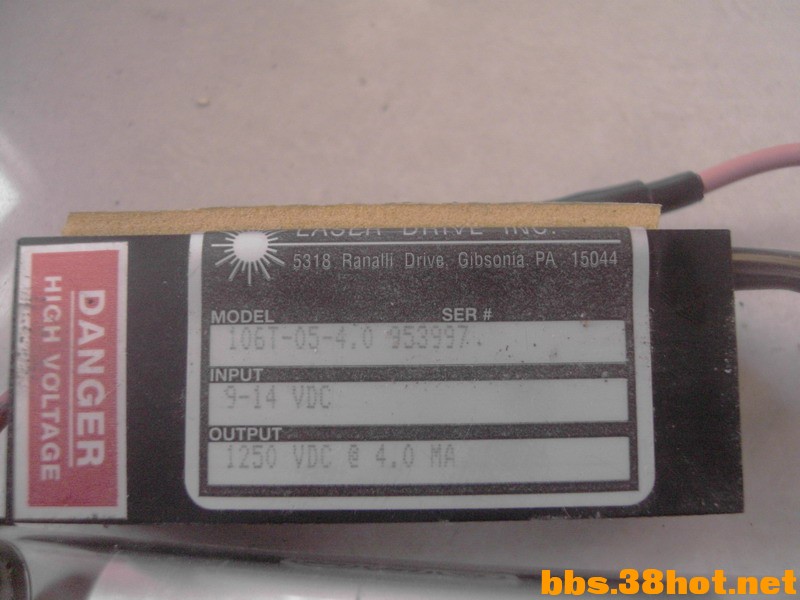 DANGER
HIGH VOLTAGE
LASER DRIVE INC.
5318 Ranalli Drive, Gibsonia, PA 15044
MODEL SER #
106T-05-4.0 953997
INPUT
9-14 VDC
OUTPUT
1250 VDC @ 4.0 MA
bbs.38hot.net